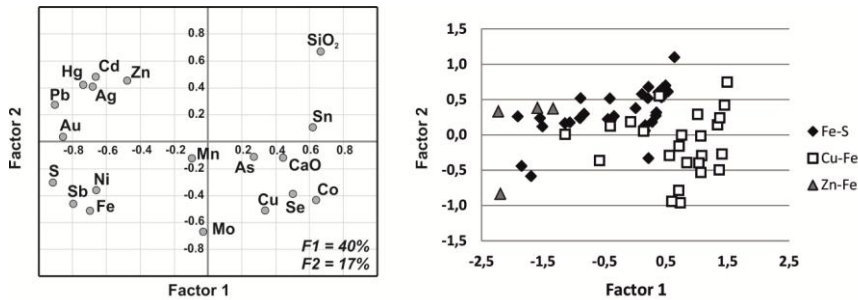 Factor 2
0.8
0.6
0.4
0.2
-0.2
-0.4
-0.6
-0.8
-0.8 -0.6 -0.4 -0.2 0.2 0.4 0.6 0.8
SiO₂
Hg Cd Zn
Pb Ag
Au
Sn
S
Sb Ni
Fe
Mn
As CaO
Cu Se Co
Mo
F1 = 40%
F2 = 17%
Factor 1
Factor 2
1,5
1,0
0,5
0,0
-0,5
-1,0
-1,5
-2,5 -1,5 -0,5 0,5 1,5 2,5
Factor 1
Fe-S
Cu-Fe
Zn-Fe